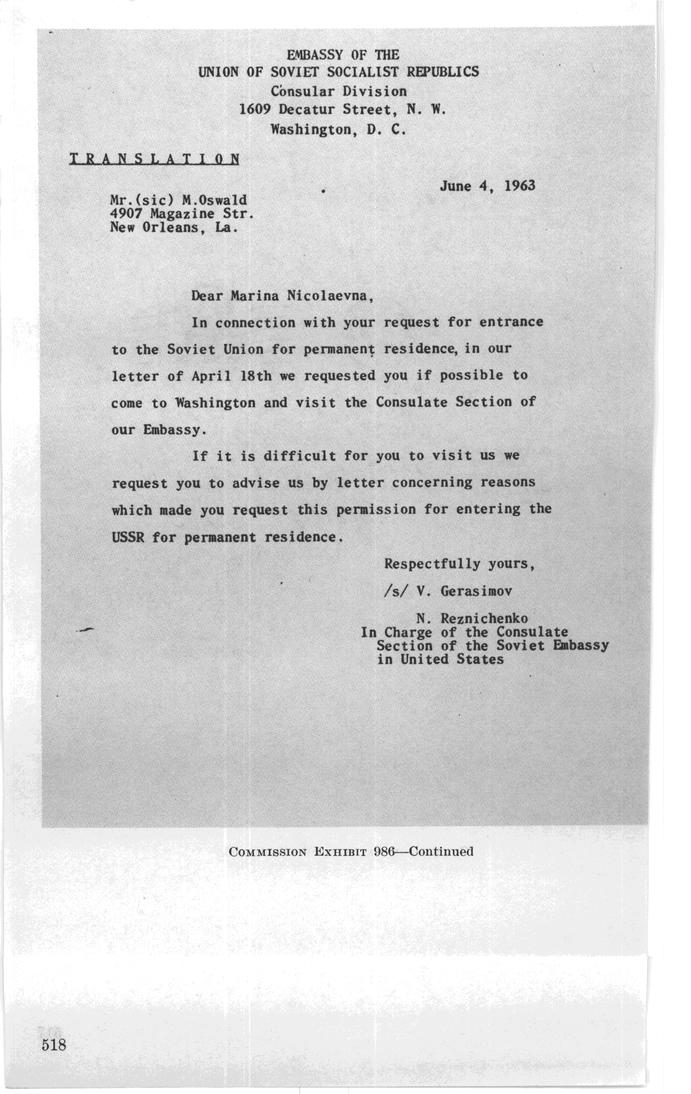 EMBASSY OF THE
UNION OF SOVIET SOCIALIST REPUBLICS
Consular Division
1609 Decatur Street, N. W.
Washington, D. C.
TRANSLATION
June 4, 1963
Mr.(sic) M.Oswald
4907 Magazine Str.
New Orleans, La.
Dear Marina Nicolaevna,
In connection with your request for entrance
to the Soviet Union for permanent residence, in our
letter of April 18th we requested you if possible to
come to Washington and visit the Consulate Section of
our Embassy.
If it is difficult for you to visit us we
request you to advise us by letter concerning reasons
which made you request this permission for entering the
USSR for permanent residence.
Respectfully yours,
/s/ V. Gerasimov
N. Reznichenko
In Charge of the Consulate
Section of the Soviet Embassy
in United States
COMMISSION EXHIBIT 986—Continued
518